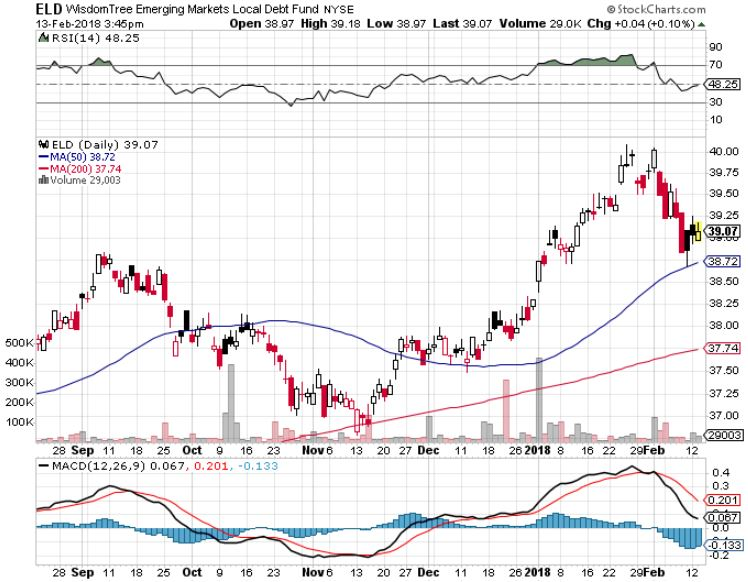 ELD WisdomTree Emerging Markets Local Debt Fund NYSE © StockCharts.com
13-Feb-2018 3:45pm Open 38.97 High 39.18 Low 38.97 Last 39.07 Volume 29.0K Chg +0.04 (+0.10%)
RSI(14) 48.25
90
70
48.25
30
10
ELD (Daily) 39.07
MA(50) 38.72
MA(200) 37.74
Volume 29,003
40.00
39.75
39.50
39.25
39.07
39.00
38.72
38.50
38.25
38.00
37.74
37.50
37.25
37.00
29003
500K
400K
300K
200K
100K
28 Sep 11 18 25 Oct 9 16 23 Nov 6 13 20 27 Dec 11 18 26 2018 8 16 22 29 Feb 12
MACD(12,26,9) 0.067, 0.201, -0.133
0.4
0.3
0.201
0.067
0.0
-0.133
-0.2
28 Sep 11 18 25 Oct 9 16 23 Nov 6 13 20 27 Dec 11 18 26 2018 8 16 22 29 Feb 12